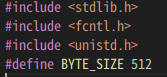 #include <stdlib.h>
#include <fcntl.h>
#include <unistd.h>
#define BYTE_SIZE 512